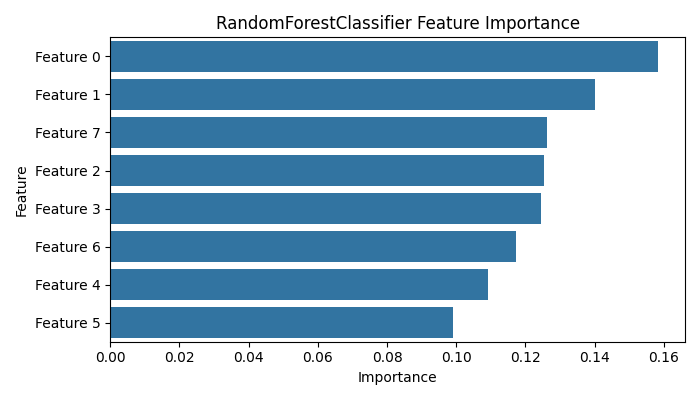 RandomForestClassifier Feature Importance
Feature 0
Feature 1
Feature 7
Feature 2
Feature 3
Feature 6
Feature 4
Feature 5
Feature
0.00 0.02 0.04 0.06 0.08 0.10 0.12 0.14 0.16
Importance